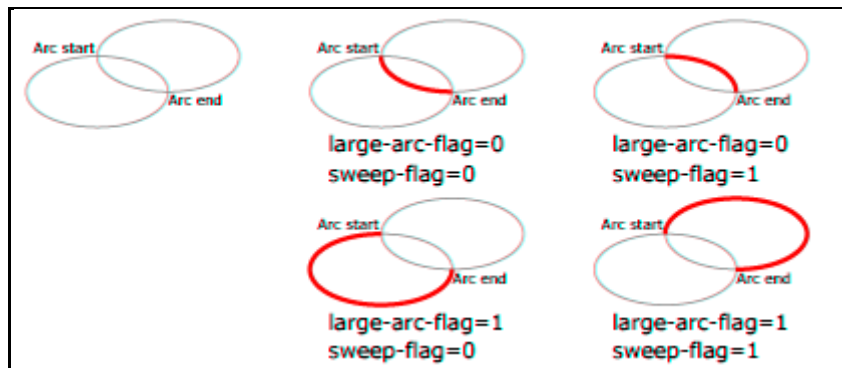 Arc start
Arc end
Arc start
Arc end
large-arc-flag=0
sweep-flag=0
Arc start
Arc end
large-arc-flag=0
sweep-flag=1
Arc start
Arc end
large-arc-flag=1
sweep-flag=0
Arc start
Arc end
large-arc-flag=1
sweep-flag=1